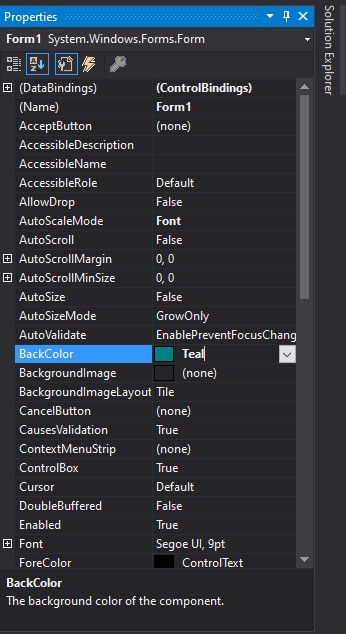 Properties
Form1 System.Windows.Forms.Form
(DataBindings) (ControlBindings)
(Name) Form1
AcceptButton (none)
AccessibleDescription
AccessibleName
AccessibleRole Default
AllowDrop False
AutoScaleMode Font
AutoScroll False
AutoScrollMargin 0, 0
AutoScrollMinSize 0, 0
AutoSize False
AutoSizeMode GrowOnly
AutoValidate EnablePreventFocusChang
BackColor Teal
BackgroundImage (none)
BackgroundImageLayout Tile
CancelButton (none)
CausesValidation True
ContextMenuStrip (none)
ControlBox True
Cursor Default
DoubleBuffered False
Enabled True
Font Segoe UI, 9pt
ForeColor ControlText
BackColor
The background color of the component.
Solution Explorer